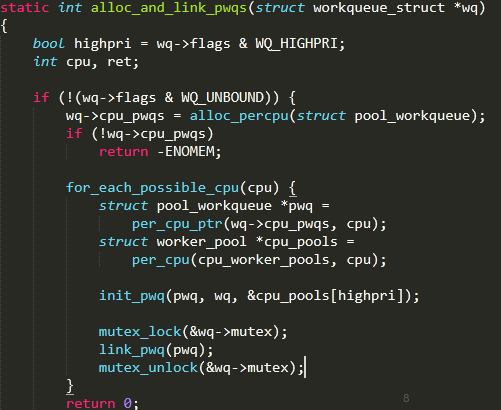 static int alloc_and_link_pwqs(struct workqueue_struct *wq)
{
    bool highpri = wq->flags & WQ_HIGHPRI;
    int cpu, ret;

    if (!(wq->flags & WQ_UNBOUND)) {
        wq->cpu_pwqs = alloc_percpu(struct pool_workqueue);
        if (!wq->cpu_pwqs)
            return -ENOMEM;

        for_each_possible_cpu(cpu) {
            struct pool_workqueue *pwq =
                per_cpu_ptr(wq->cpu_pwqs, cpu);
            struct worker_pool *cpu_pools =
                per_cpu(cpu_worker_pools, cpu);

            init_pwq(pwq, wq, &cpu_pools[highpri]);

            mutex_lock(&wq->mutex);
            link_pwq(pwq);
            mutex_unlock(&wq->mutex);
        }
        return 0;
8